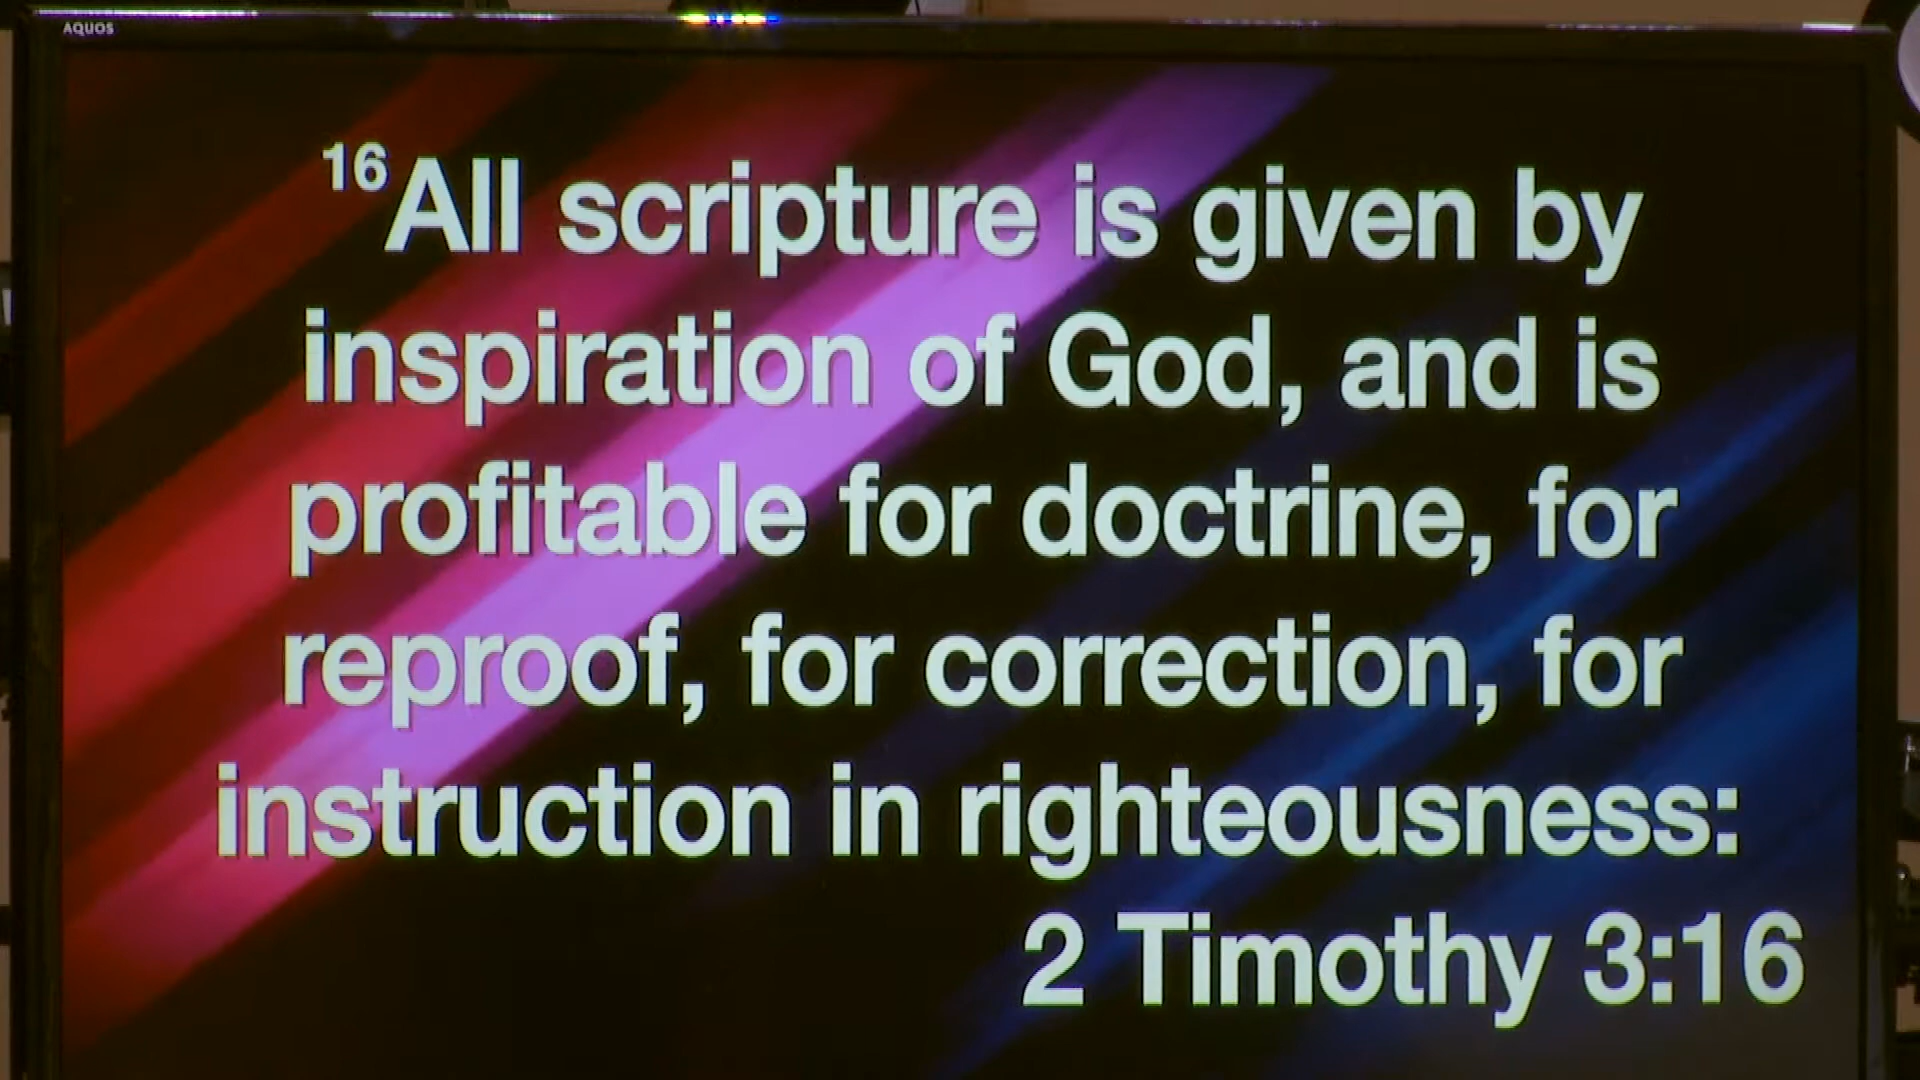 AQUOS
16All scripture is given by
inspiration of God, and is
profitable for doctrine, for
reproof, for correction, for
instruction in righteousness:
2 Timothy 3:16